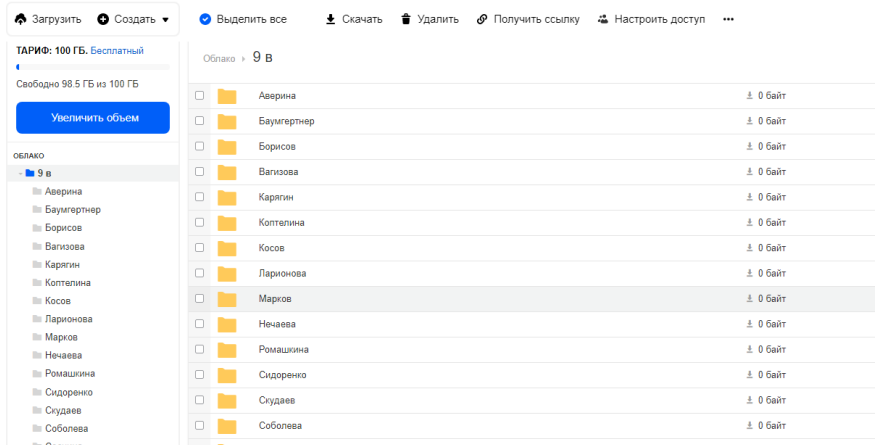 Загрузить Создать Выделить все Скачать Удалить Получить ссылку Настроить доступ
ТАРИФ: 100 ГБ. Бесплатный
Свободно 98.5 ГБ из 100 ГБ
Увеличить объем
ОБЛАКО
9 в
Аверина
Баумгертнер
Борисов
Вагизова
Карягин
Коптелина
Косов
Ларионова
Марков
Нечаева
Ромашкина
Сидоренко
Скудаев
Соболева
Облако 9 в
Аверина 0 байт
Баумгертнер 0 байт
Борисов 0 байт
Вагизова 0 байт
Карягин 0 байт
Коптелина 0 байт
Косов 0 байт
Ларионова 0 байт
Марков 0 байт
Нечаева 0 байт
Ромашкина 0 байт
Сидоренко 0 байт
Скудаев 0 байт
Соболева 0 байт